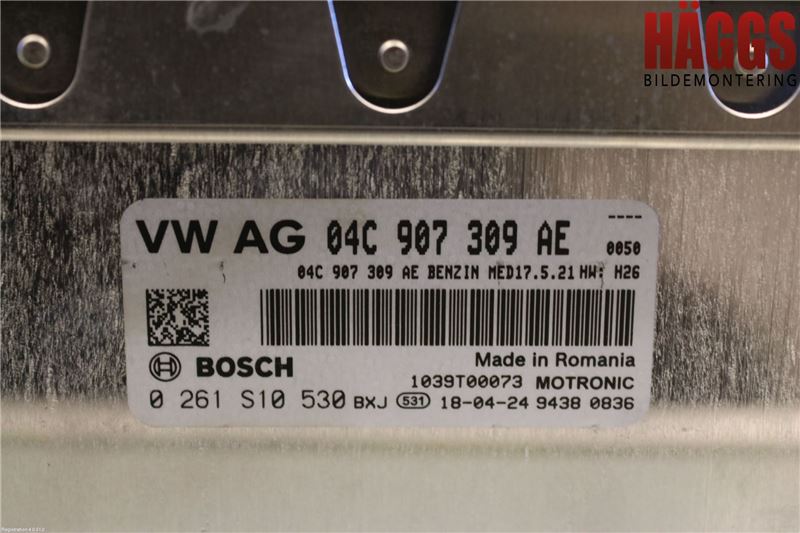 HÄGGS
BILDEMONTERING
----
VW AG 04C 907 309 AE 0050
04C 907 309 AE BENZIN MED17.5.21 HW: H26
BOSCH
Made in Romania
1039T00073 MOTRONIC
0 261 S10 530 BXJ 531 18-04-24 9438 0836